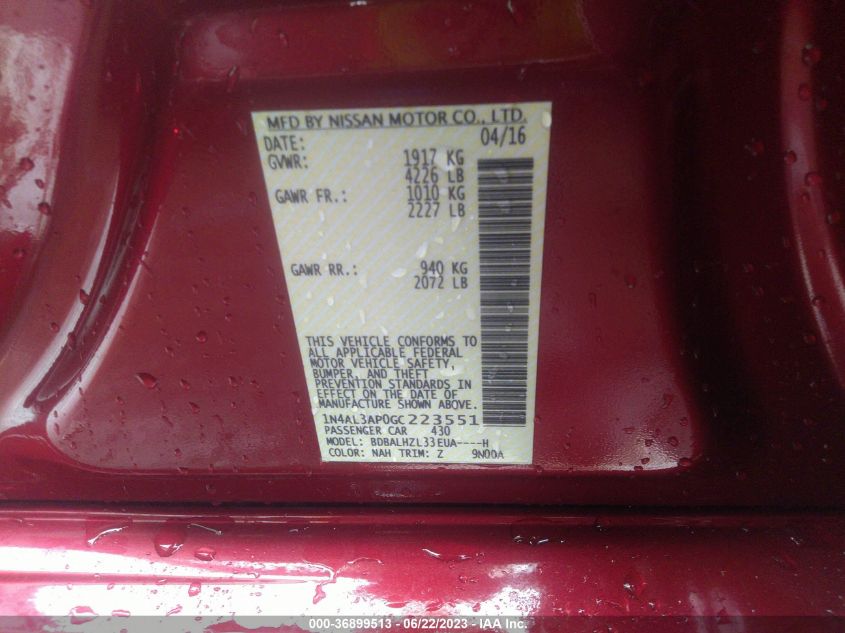 MFD BY NISSAN MOTOR CO., LTD.
DATE: 04/16
GVWR: 1917 KG
4226 LB
GAWR FR.: 1010 KG
2227 LB
GAWR RR.: 940 KG
2072 LB
THIS VEHICLE CONFORMS TO
ALL APPLICABLE FEDERAL
MOTOR VEHICLE SAFETY,
BUMPER, AND THEFT
PREVENTION STANDARDS IN
EFFECT ON THE DATE OF
MANUFACTURE SHOWN ABOVE.
1N4AL3AP0GC223551
PASSENGER CAR 430
MODEL: BDBALHZL33EUA----H
COLOR: NAH TRIM: Z 9N00A
000-36899513 - 06/22/2023 - IAA Inc.